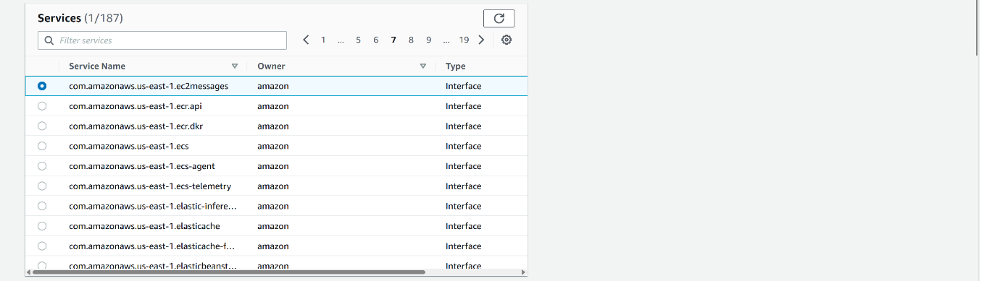 Services (1/187)
Filter services
1 ... 5 6 7 8 9 ... 19
Service Name Owner Type
com.amazonaws.us-east-1.ec2messages amazon Interface
com.amazonaws.us-east-1.ecr.api amazon Interface
com.amazonaws.us-east-1.ecr.dkr amazon Interface
com.amazonaws.us-east-1.ecs amazon Interface
com.amazonaws.us-east-1.ecs-agent amazon Interface
com.amazonaws.us-east-1.ecs-telemetry amazon Interface
com.amazonaws.us-east-1.elastic-infere... amazon Interface
com.amazonaws.us-east-1.elasticache amazon Interface
com.amazonaws.us-east-1.elasticache-f... amazon Interface
com.amazonaws.us-east-1.elasticbeanst... amazon Interface